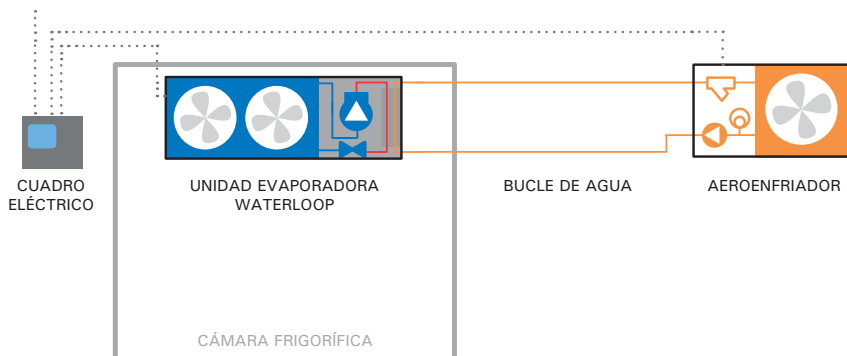 CUADRO
ELÉCTRICO
UNIDAD EVAPORADORA
WATERLOOP
BUCLE DE AGUA
AEROENFRIADOR
CÁMARA FRIGORÍFICA